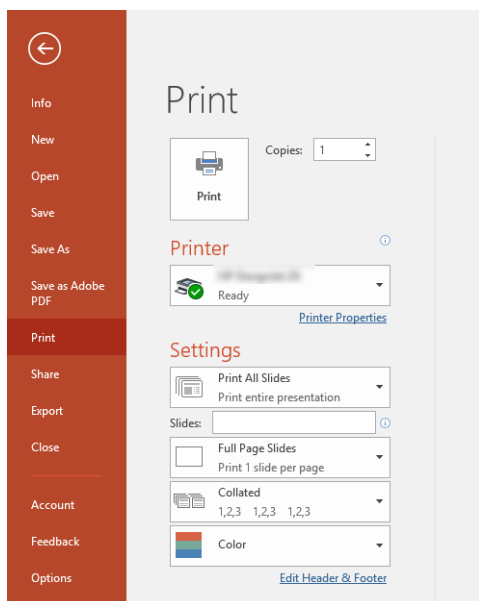 Print
Info
New
Open
Save
Save As
Save as Adobe
PDF
Print
Share
Export
Close
Account
Feedback
Options
Copies: 1
Print
Printer
Ready
Printer Properties
Settings
Print All Slides
Print entire presentation
Slides:
Full Page Slides
Print 1 slide per page
Collated
1,2,3 1,2,3 1,2,3
Color
Edit Header & Footer